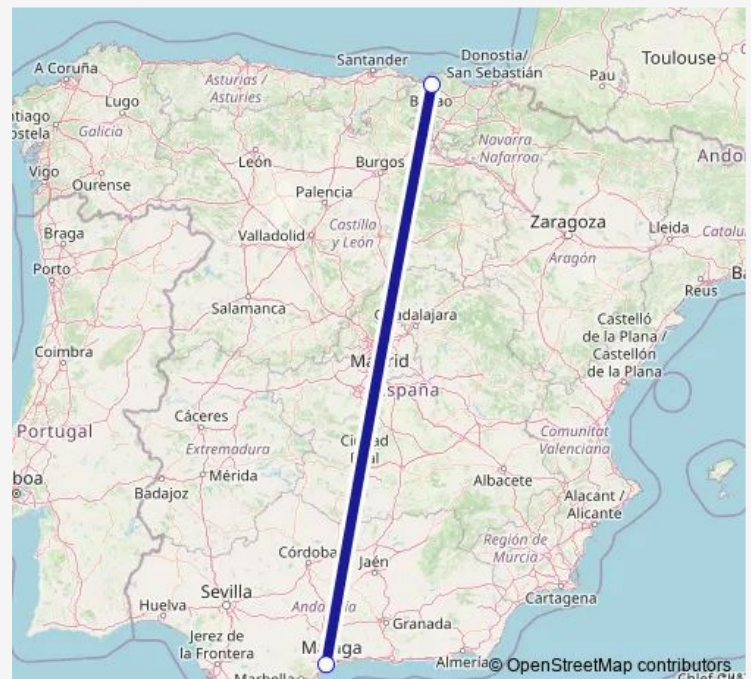 Santander
Donostia/
San Sebastián
Toulouse
A Coruña
Asturias /
Asturies
Pau
Lugo
Galicia
León
Burgos
Navarra
- Nafarroa
Vigo
Ourense
Palencia
Braga
Valladolid
Castilla
y León
Zaragoza
Lleida
Aragón
Porto
Reus
Salamanca
Castelló
de la Plana /
Castellón
de la Plana
Coimbra
España
Cáceres
Portugal
Extremadura
Comunitat
Valenciana
Mérida
Albacete
Badajoz
Alacant /
Alicante
Región de
Murcia
Córdoba
Jaén
Sevilla
Cartagena
Huelva
Granada
Jerez de
la Frontera
Almería
© OpenStreetMap contributors